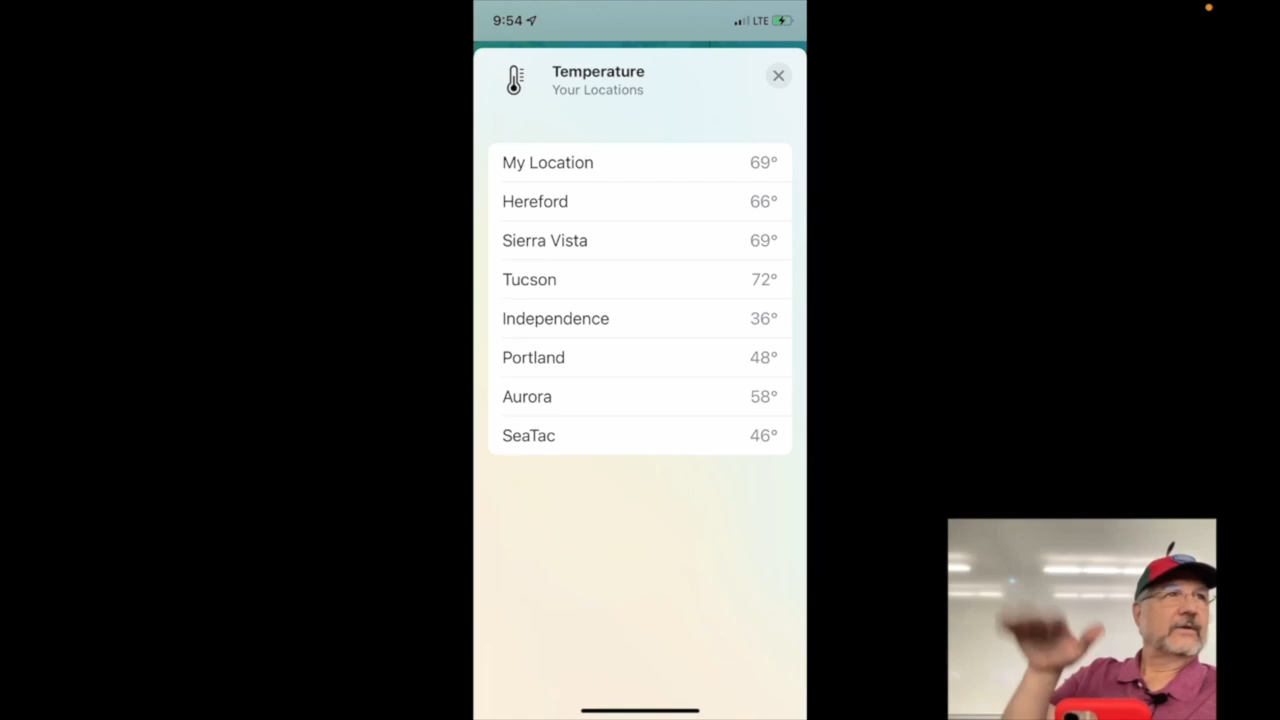 9:54
LTE
Temperature
Your Locations
My Location 69°
Hereford 66°
Sierra Vista 69°
Tucson 72°
Independence 36°
Portland 48°
Aurora 58°
SeaTac 46°